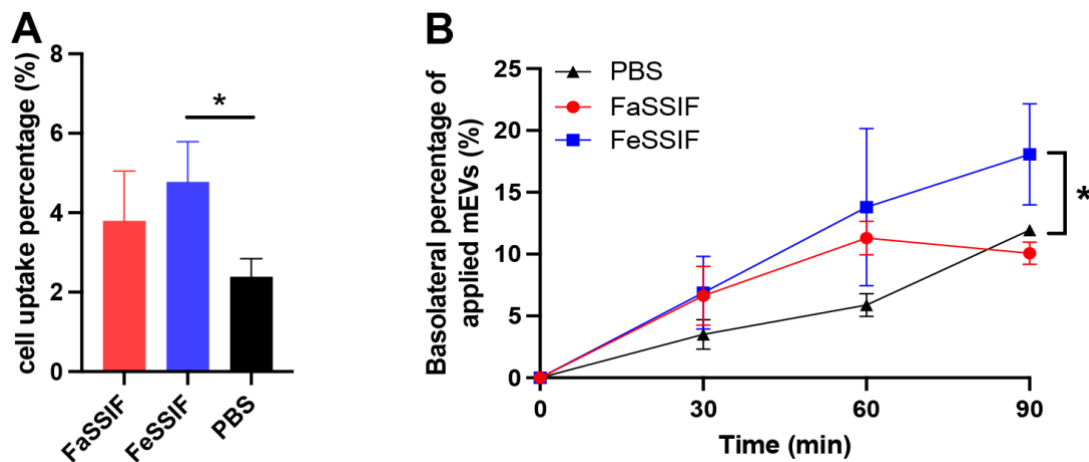 A
cell uptake percentage (%)
8
6
4
2
0
*
FaSSIF
FeSSIF
PBS
B
Basolateral percentage of
applied mEVs (%)
25
20
15
10
5
0
PBS
FaSSIF
FeSSIF
*
0 30 60 90
Time (min)